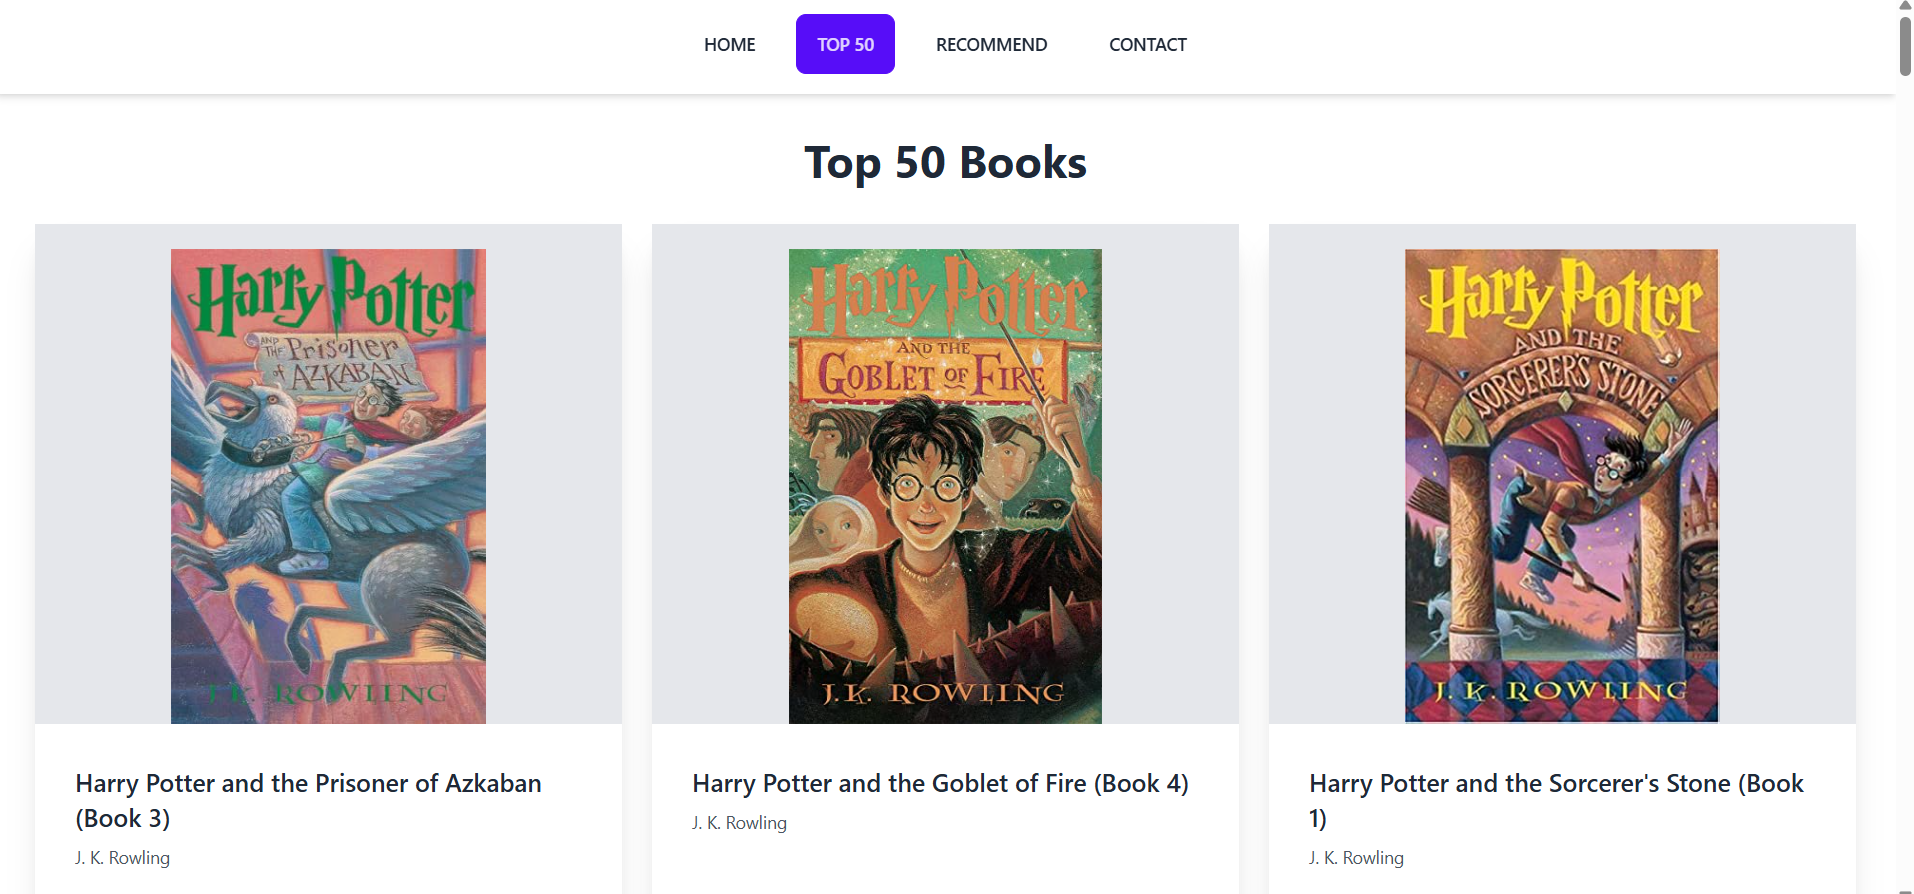 HOME TOP 50 RECOMMEND CONTACT
Top 50 Books
Harry Potter
AND THE Prisoner
of AZKABAN
J.K. ROWLING
Harry Potter
AND THE
GOBLET OF FIRE
J.K. ROWLING
Harry Potter
AND THE
SORCERER'S STONE
J.K. ROWLING
Harry Potter and the Prisoner of Azkaban
(Book 3)
J. K. Rowling
Harry Potter and the Goblet of Fire (Book 4)
J. K. Rowling
Harry Potter and the Sorcerer's Stone (Book
1)
J. K. Rowling